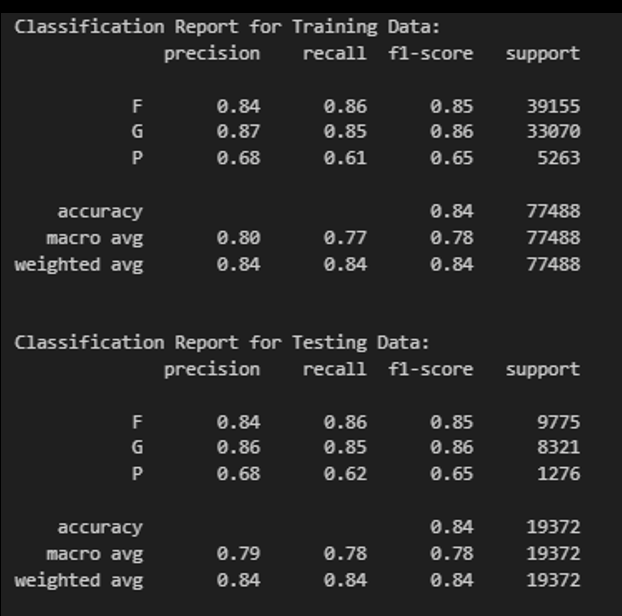 Classification Report for Training Data:
precision recall f1-score support
F 0.84 0.86 0.85 39155
G 0.87 0.85 0.86 33070
P 0.68 0.61 0.65 5263
accuracy 0.84 77488
macro avg 0.80 0.77 0.78 77488
weighted avg 0.84 0.84 0.84 77488
Classification Report for Testing Data:
precision recall f1-score support
F 0.84 0.86 0.85 9775
G 0.86 0.85 0.86 8321
P 0.68 0.62 0.65 1276
accuracy 0.84 19372
macro avg 0.79 0.78 0.78 19372
weighted avg 0.84 0.84 0.84 19372